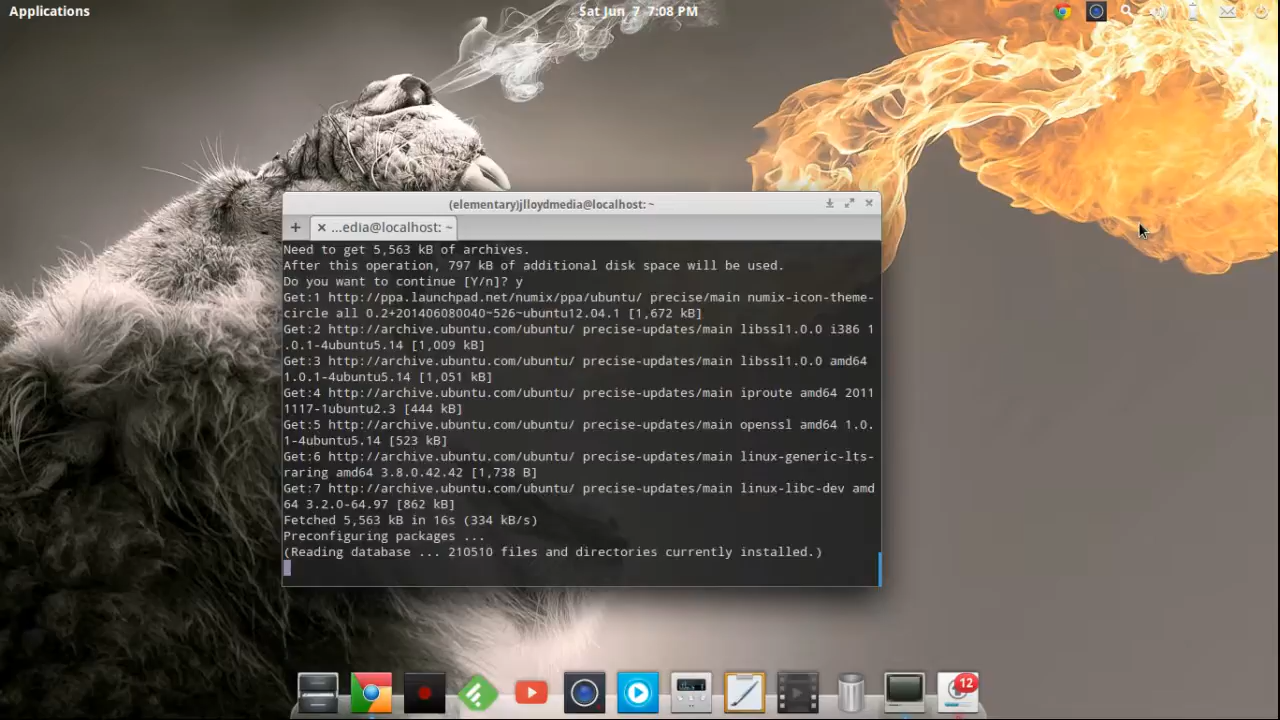 Applications
Sat Jun 7 7:08 PM
(elementary)jlloydmedia@localhost: ~
+ × ...edia@localhost: ~
Need to get 5,563 kB of archives.
After this operation, 797 kB of additional disk space will be used.
Do you want to continue [Y/n]? y
Get:1 http://ppa.launchpad.net/numix/ppa/ubuntu/ precise/main numix-icon-theme-
circle all 0.2+201406080040~526~ubuntu12.04.1 [1,672 kB]
Get:2 http://archive.ubuntu.com/ubuntu/ precise-updates/main libssl1.0.0 i386 1
.0.1-4ubuntu5.14 [1,009 kB]
Get:3 http://archive.ubuntu.com/ubuntu/ precise-updates/main libssl1.0.0 amd64
1.0.1-4ubuntu5.14 [1,051 kB]
Get:4 http://archive.ubuntu.com/ubuntu/ precise-updates/main iproute amd64 2011
1117-1ubuntu2.3 [444 kB]
Get:5 http://archive.ubuntu.com/ubuntu/ precise-updates/main openssl amd64 1.0.
1-4ubuntu5.14 [523 kB]
Get:6 http://archive.ubuntu.com/ubuntu/ precise-updates/main linux-generic-lts-
raring amd64 3.8.0.42.42 [1,738 B]
Get:7 http://archive.ubuntu.com/ubuntu/ precise-updates/main linux-libc-dev amd
64 3.2.0-64.97 [862 kB]
Fetched 5,563 kB in 16s (334 kB/s)
Preconfiguring packages ...
(Reading database ... 210510 files and directories currently installed.)
12